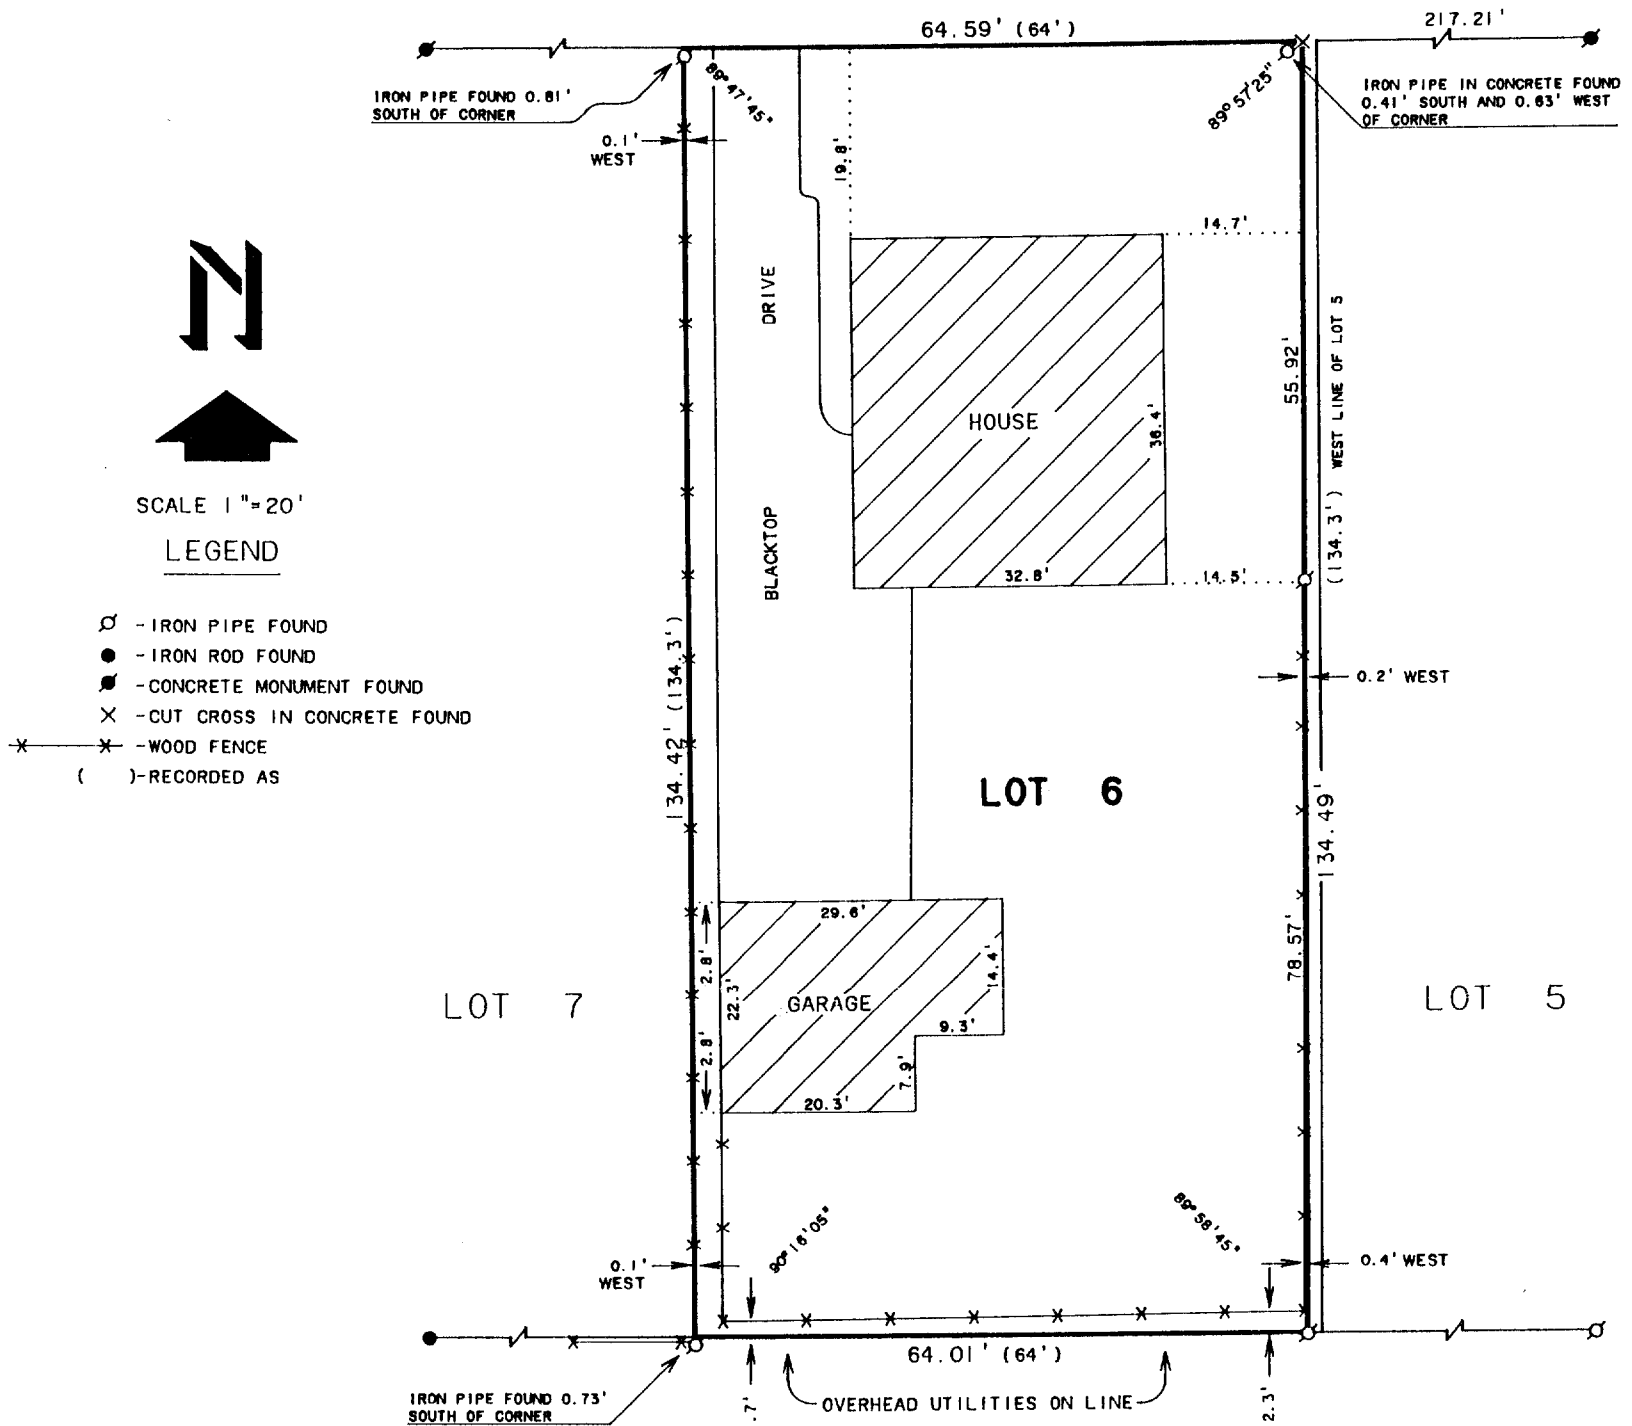 64.59' (64')
217.21'
IRON PIPE FOUND 0.81'
SOUTH OF CORNER
89°47'45"
89°57'25"
IRON PIPE IN CONCRETE FOUND
0.41' SOUTH AND 0.63' WEST
OF CORNER
0.1'
WEST
19.8'
14.7'
N
DRIVE
HOUSE
36.4'
55.92'
(134.3') WEST LINE OF LOT 5
SCALE 1"=20'
LEGEND
BLACKTOP
32.8'
14.5'
-IRON PIPE FOUND
-IRON ROD FOUND
-CONCRETE MONUMENT FOUND
-CUT CROSS IN CONCRETE FOUND
-WOOD FENCE
( )-RECORDED AS
134.42' (134.3')
0.2' WEST
LOT 6
134.49'
29.6'
2.8'
2.8'
22.3'
GARAGE
14.4'
9.3'
7.9'
20.3'
78.57'
LOT 7
LOT 5
90°16'05"
89°58'45"
0.1'
WEST
0.4' WEST
64.01' (64')
IRON PIPE FOUND 0.73'
SOUTH OF CORNER
.7'
OVERHEAD UTILITIES ON LINE
2.3'